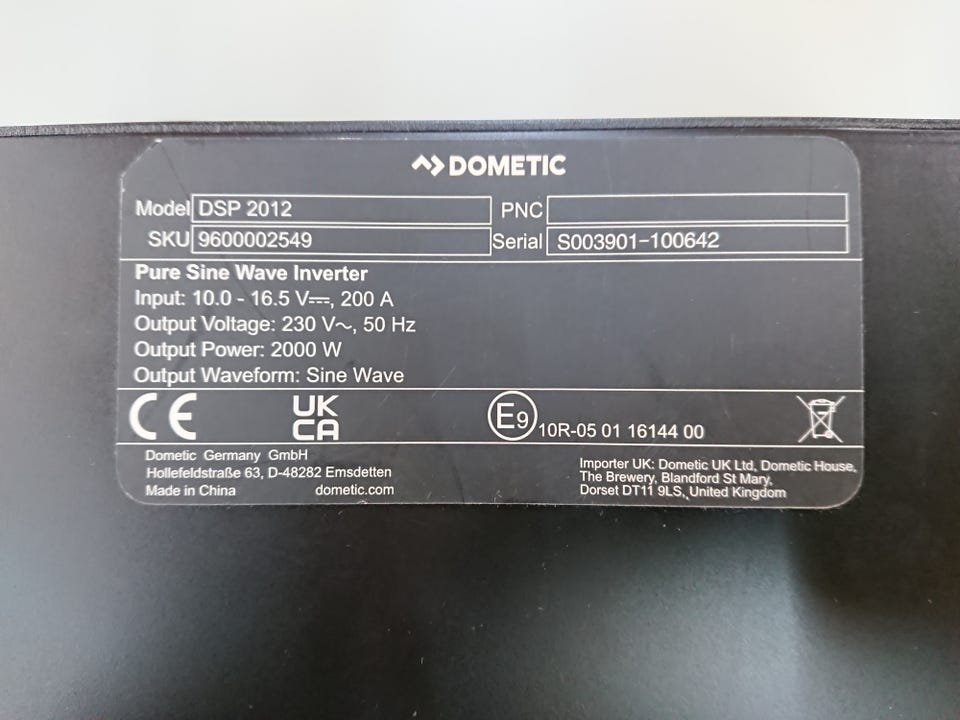 DOMETIC
Model DSP 2012 PNC
SKU 9600002549 Serial S003901-100642
Pure Sine Wave Inverter
Input: 10.0 - 16.5 V⎓, 200 A
Output Voltage: 230 V~, 50 Hz
Output Power: 2000 W
Output Waveform: Sine Wave
CE UK CA E9 10R-05 01 16144 00
Dometic Germany GmbH
Hollefeldstraße 63, D-48282 Emsdetten
Made in China dometic.com
Importer UK: Dometic UK Ltd, Dometic House,
The Brewery, Blandford St Mary,
Dorset DT11 9LS, United Kingdom